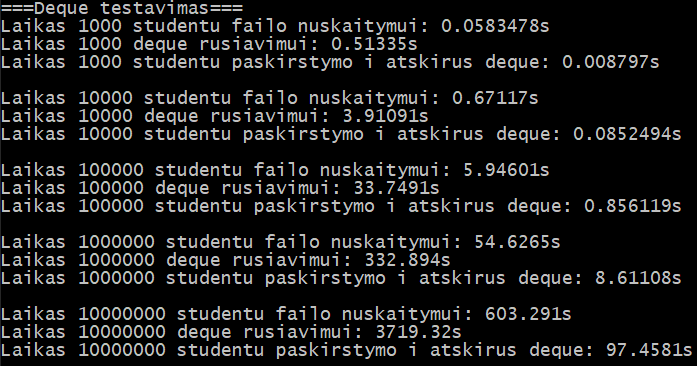 ===Deque testavimas===
Laikas 1000 studentu failo nuskaitymui: 0.0583478s
Laikas 1000 deque rusiavimui: 0.51335s
Laikas 1000 studentu paskirstymo i atskirus deque: 0.008797s
Laikas 10000 studentu failo nuskaitymui: 0.67117s
Laikas 10000 deque rusiavimui: 3.91091s
Laikas 10000 studentu paskirstymo i atskirus deque: 0.0852494s
Laikas 100000 studentu failo nuskaitymui: 5.94601s
Laikas 100000 deque rusiavimui: 33.7491s
Laikas 100000 studentu paskirstymo i atskirus deque: 0.856119s
Laikas 1000000 studentu failo nuskaitymui: 54.6265s
Laikas 1000000 deque rusiavimui: 332.894s
Laikas 1000000 studentu paskirstymo i atskirus deque: 8.61108s
Laikas 10000000 studentu failo nuskaitymui: 603.291s
Laikas 10000000 deque rusiavimui: 3719.32s
Laikas 10000000 studentu paskirstymo i atskirus deque: 97.4581s